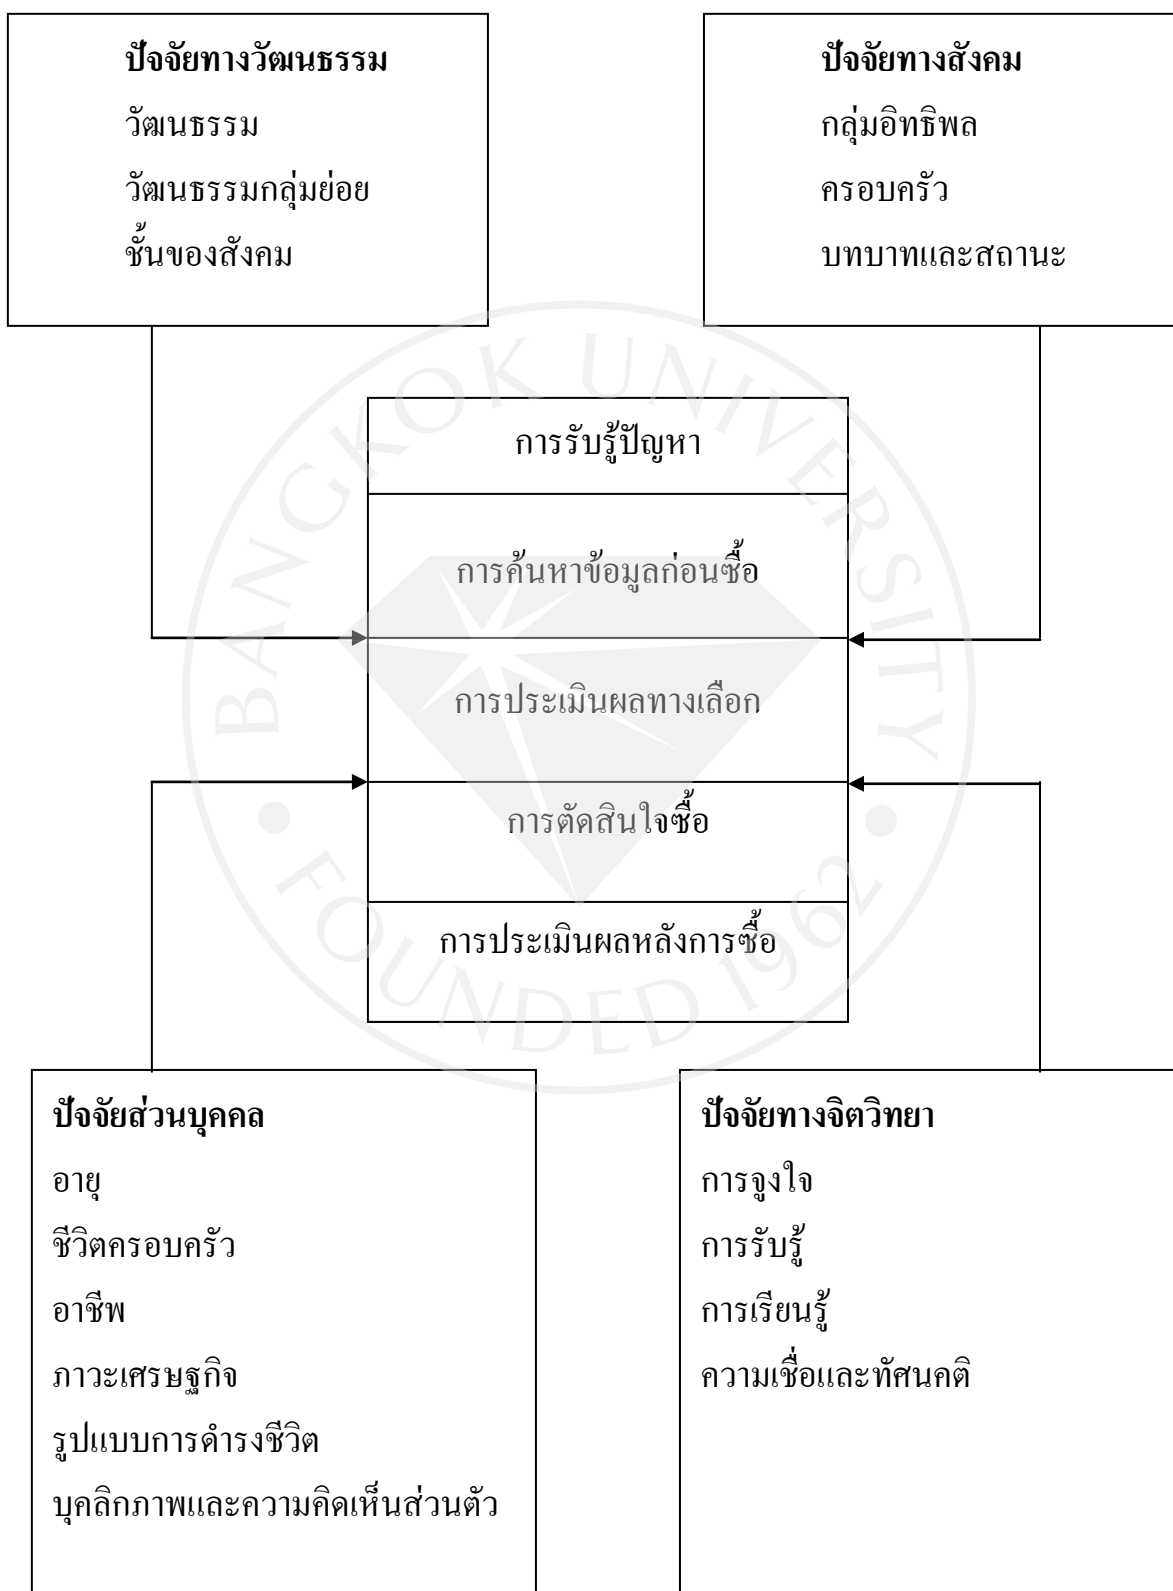 ปัจจัยทางวัฒนธรรม
วัฒนธรรม
วัฒนธรรมกลุ่มย่อย
ชั้นของสังคม
ปัจจัยทางสังคม
กลุ่มอิทธิพล
ครอบครัว
บทบาทและสถานะ
การรับรู้ปัญหา
การค้นหาข้อมูลก่อนซื้อ
การประเมินผลทางเลือก
การตัดสินใจซื้อ
การประเมินผลหลังการซื้อ
ปัจจัยส่วนบุคคล
อายุ
ชีวิตครอบครัว
อาชีพ
ภาวะเศรษฐกิจ
รูปแบบการดำรงชีวิต
บุคลิกภาพและความคิดเห็นส่วนตัว
ปัจจัยทางจิตวิทยา
การจูงใจ
การรับรู้
การเรียนรู้
ความเชื่อและทัศนคติ
BANGKOK UNIVERSITY
FOUNDED 1962